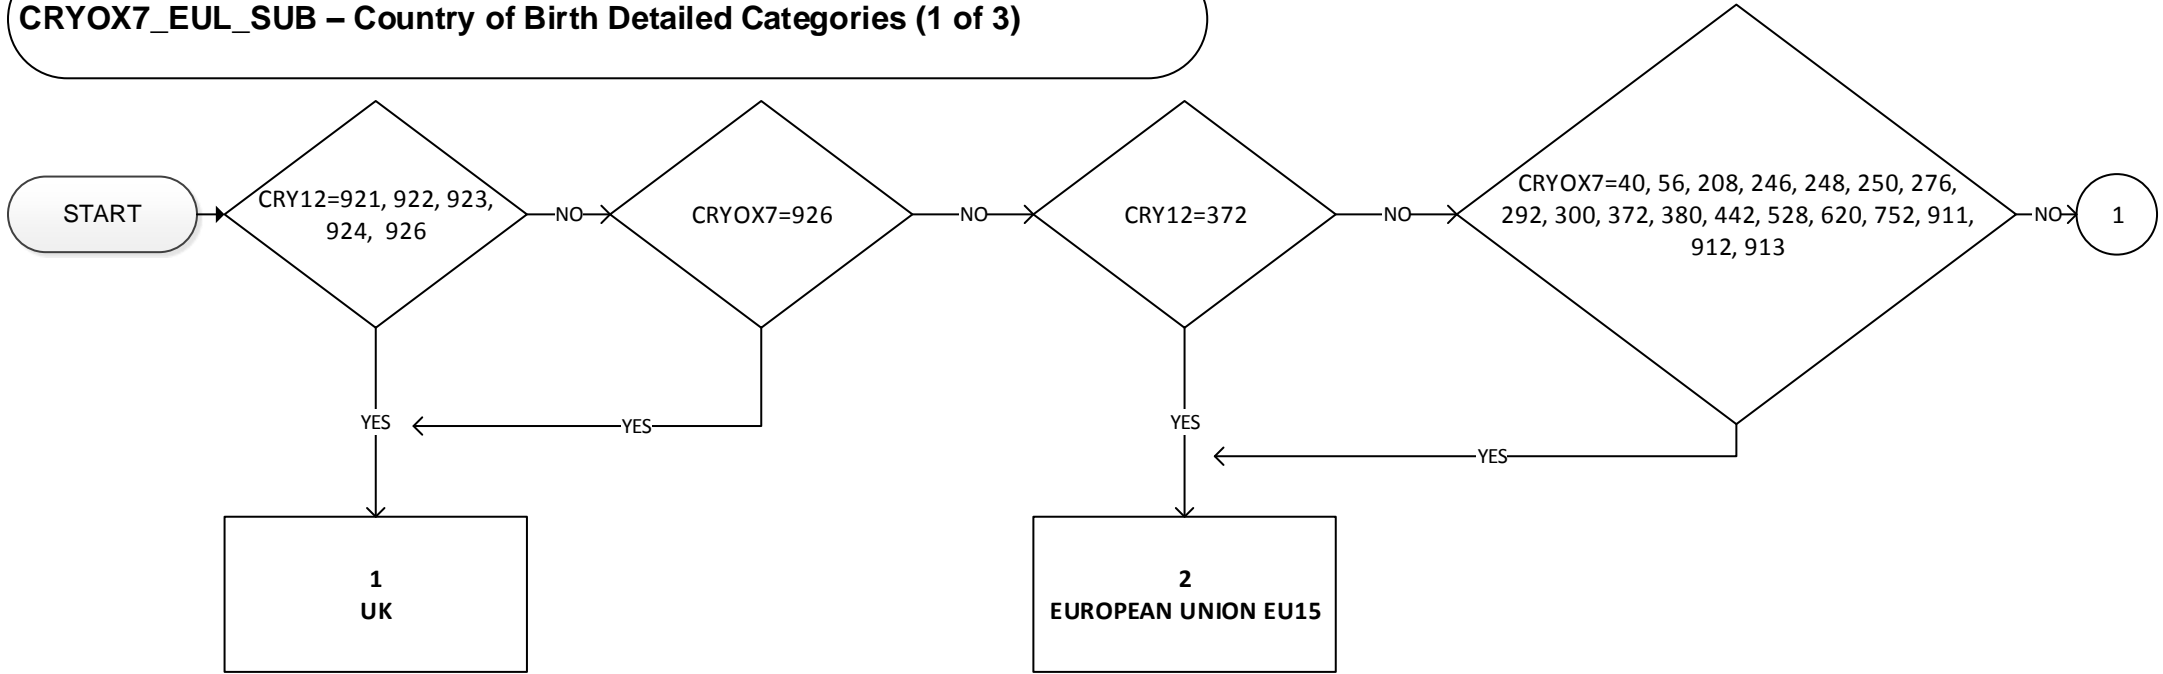 CRYOX7_EUL_SUB – Country of Birth Detailed Categories (1 of 3)
START
CRY12=921, 922, 923,
924,  926
NO
CRYOX7=926
NO
CRY12=372
NO
CRYOX7=40, 56, 208, 246, 248, 250, 276,
292, 300, 372, 380, 442, 528, 620, 752, 911,
912, 913
NO
1
YES
YES
YES
YES
1
UK
2
EUROPEAN UNION EU15